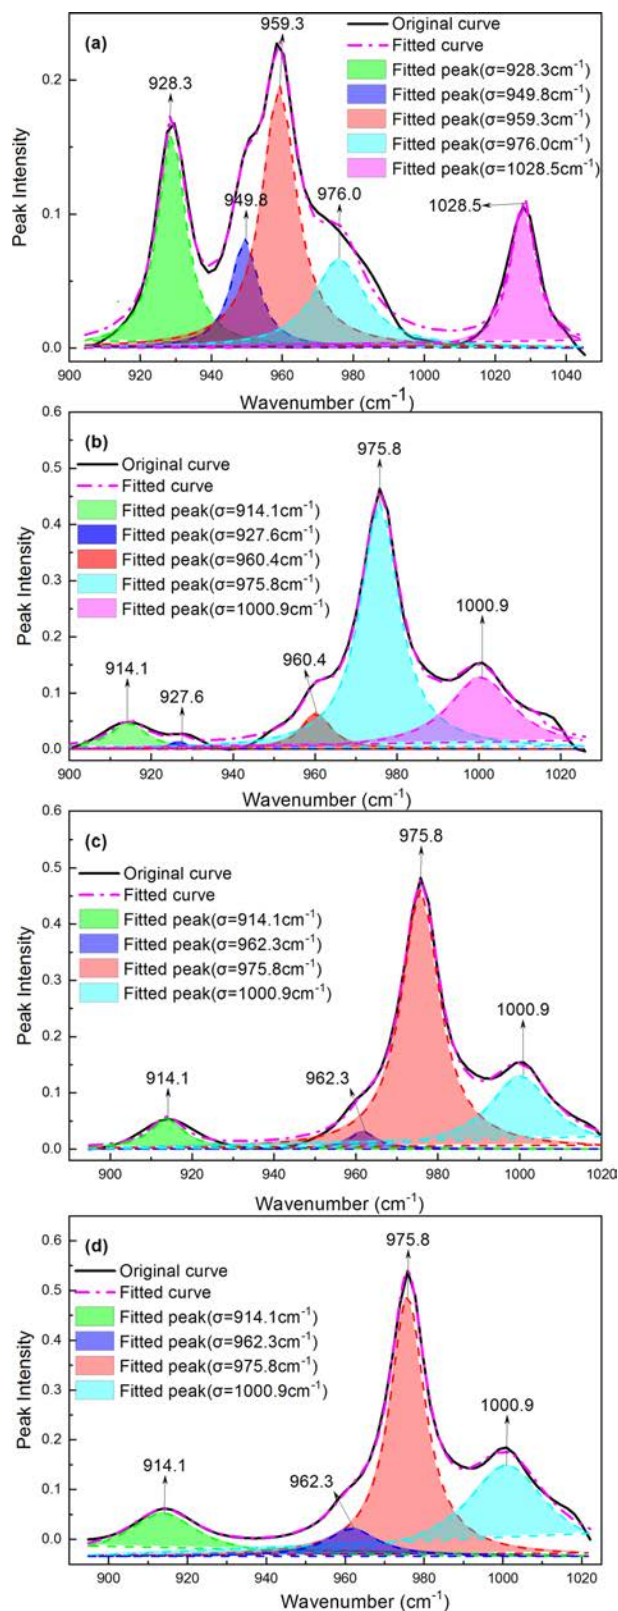 (a)
959.3
928.3
949.8
976.0
1028.5
Original curve
Fitted curve
Fitted peak(σ=928.3cm⁻¹)
Fitted peak(σ=949.8cm⁻¹)
Fitted peak(σ=959.3cm⁻¹)
Fitted peak(σ=976.0cm⁻¹)
Fitted peak(σ=1028.5cm⁻¹)
Peak Intensity
0.2
0.1
0.0
900 920 940 960 980 1000 1020 1040
Wavenumber (cm⁻¹)
(b)
975.8
Original curve
Fitted curve
Fitted peak(σ=914.1cm⁻¹)
Fitted peak(σ=927.6cm⁻¹)
Fitted peak(σ=960.4cm⁻¹)
Fitted peak(σ=975.8cm⁻¹)
Fitted peak(σ=1000.9cm⁻¹)
914.1
927.6
960.4
1000.9
Peak Intensity
0.6
0.5
0.4
0.3
0.2
0.1
0.0
900 920 940 960 980 1000 1020
Wavenumber (cm⁻¹)
(c)
975.8
Original curve
Fitted curve
Fitted peak(σ=914.1cm⁻¹)
Fitted peak(σ=962.3cm⁻¹)
Fitted peak(σ=975.8cm⁻¹)
Fitted peak(σ=1000.9cm⁻¹)
914.1
962.3
1000.9
Peak Intensity
0.6
0.5
0.4
0.3
0.2
0.1
0.0
900 920 940 960 980 1000 1020
Wavenumber (cm⁻¹)
(d)
975.8
Original curve
Fitted curve
Fitted peak(σ=914.1cm⁻¹)
Fitted peak(σ=962.3cm⁻¹)
Fitted peak(σ=975.8cm⁻¹)
Fitted peak(σ=1000.9cm⁻¹)
914.1
962.3
1000.9
Peak Intensity
0.6
0.5
0.4
0.3
0.2
0.1
0.0
900 920 940 960 980 1000 1020
Wavenumber (cm⁻¹)